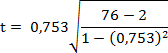 t = 0,753 √((76 − 2)/(1 − (0,753)²))